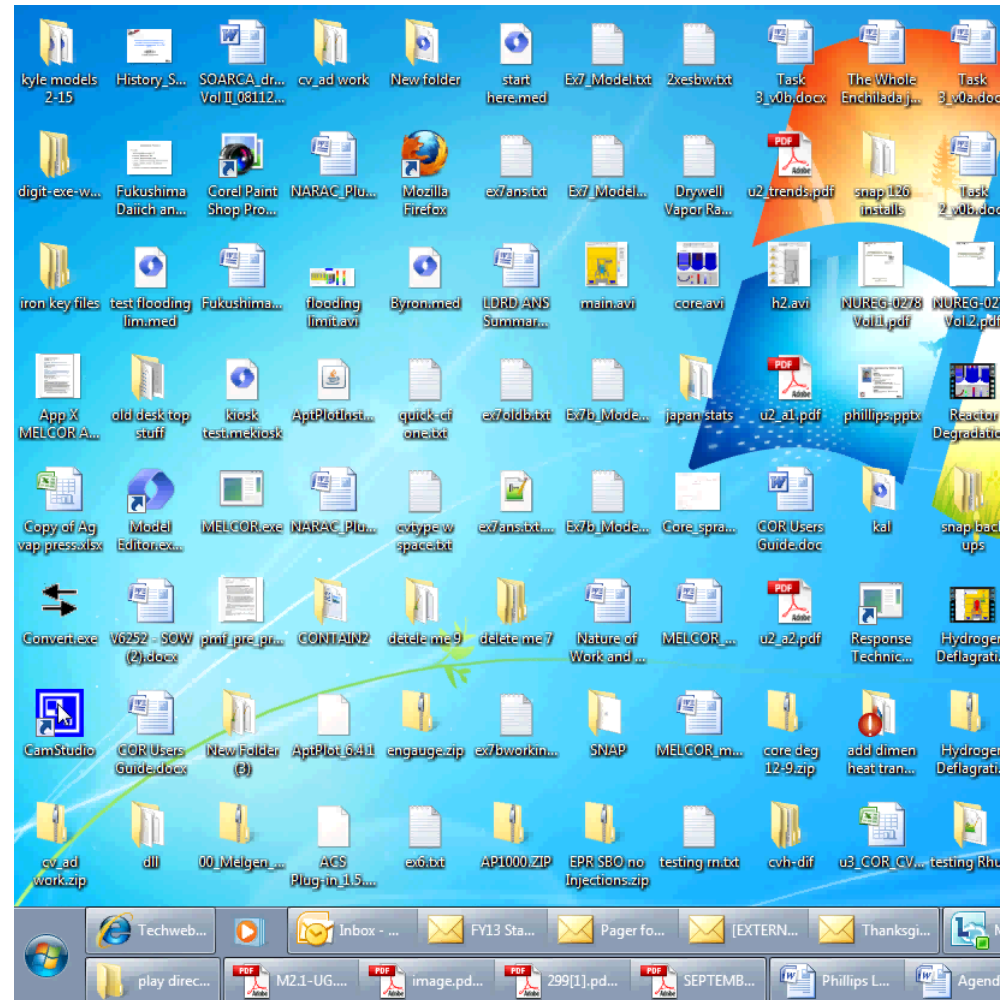 kyle models
2-15
History_S...
SOARCA_dr...
Vol II_08112...
cv_ad work
New folder
start
here.med
Ex7_Model.txt
2xesbw.txt
Task
3_v0b.docx
The Whole
Enchilada j...
Task
3_v0a.doc
digit-exe-w...
Fukushima
Daiich an...
Corel Paint
Shop Pro...
NARAC_Plu...
Mozilla
Firefox
ex7ans.txt
Ex7_Model...
Drywell
Vapor Ra...
u2_trends.pdf
snap 126
installs
Task
2_v0b.doc
iron key files
test flooding
lim.med
Fukushima...
flooding
limit.avi
Byron.med
LDRD ANS
Summar...
main.avi
core.avi
h2.avi
NUREG-0278
Vol.1.pdf
NUREG-02
Vol.2.pdf
App X
MELCOR A...
old desk top
stuff
kiosk
test.mekiosk
AptPlotInst...
quick-cf
one.txt
ex7oldb.txt
Ex7b_Mode...
japan stats
u2_a1.pdf
phillips.pptx
Reactor
Degradatio
Copy of Ag
vap press.xlsx
Model
Editor.ex...
MELCOR.exe
NARAC_Plu...
cvtype w
space.txt
ex7ans.txt....
Ex7b_Mode...
Core_spra...
COR Users
Guide.doc
kal
snap back
ups
Convert.exe
V6252 - SOW
(2).docx
pmf_pre_pr...
CONTAIN2
detele me 9
delete me 7
Nature of
Work and ...
MELCOR_...
u2_a2.pdf
Response
Technic...
Hydrogen
Deflagrati.
CamStudio
COR Users
Guide.docx
New Folder
(3)
AptPlot_6.4.1
engauge.zip
ex7bworkin...
SNAP
MELCOR_m...
core deg
12-9.zip
add dimen
heat tran...
Hydrogen
Deflagrati.
cv_ad
work.zip
dll
00_Melgen_...
ACS
Plug-in_1.5....
ex6.txt
AP1000.ZIP
EPR SBO no
Injections.zip
testing rn.txt
cvh-dif
u3_COR_CV...
testing Rhu
Techweb...
Inbox - ...
FY13 Sta...
Pager fo...
[EXTERN...
Thanksgi...
M
play direc...
M2.1-UG....
image.pd...
299[1].pd...
SEPTEMB...
Phillips L...
Agend